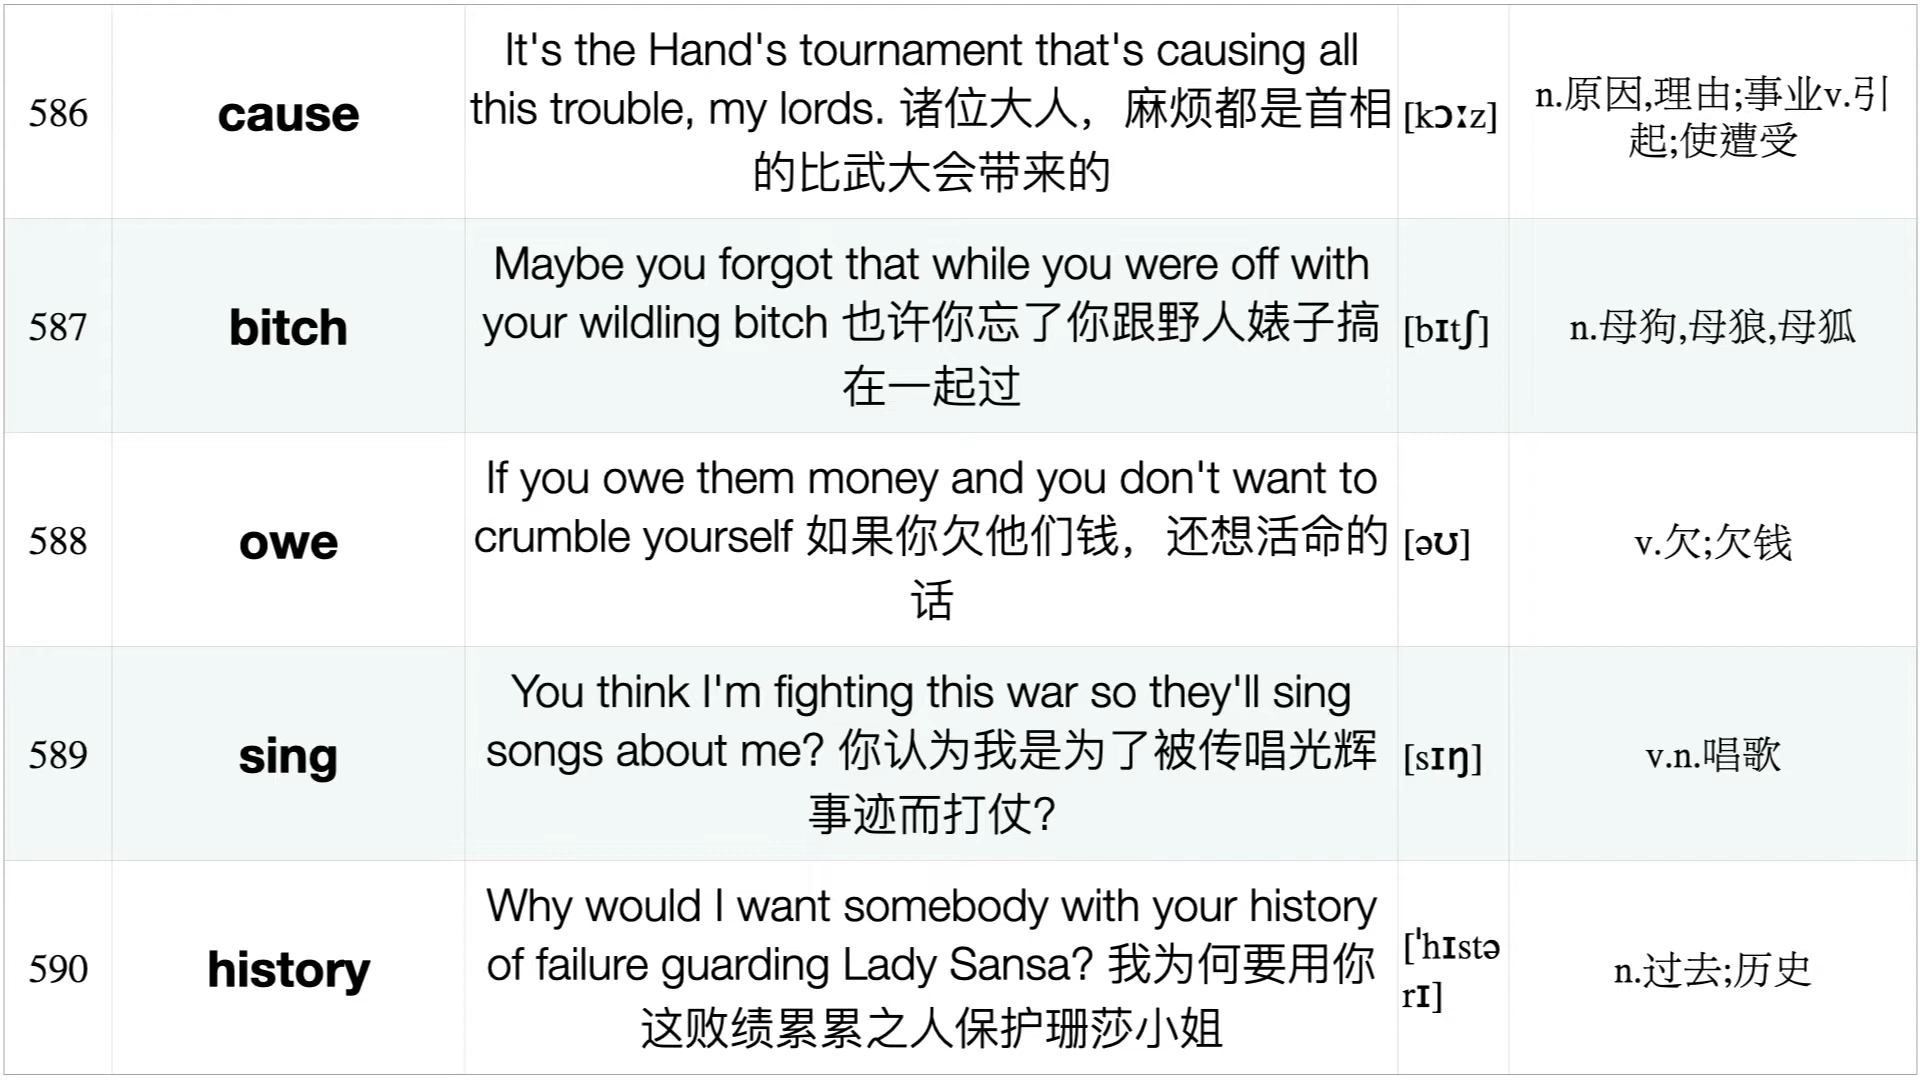 586
cause
It's the Hand's tournament that's causing all
this trouble, my lords. 诸位大人，麻烦都是首相
的比武大会带来的
[kɔːz]
n.原因,理由;事业v.引
起;使遭受
587
bitch
Maybe you forgot that while you were off with
your wildling bitch 也许你忘了你跟野人婊子搞
在一起过
[bɪtʃ]
n.母狗,母狼,母狐
588
owe
If you owe them money and you don't want to
crumble yourself 如果你欠他们钱，还想活命的
话
[əʊ]
v.欠;欠钱
589
sing
You think I'm fighting this war so they'll sing
songs about me? 你认为我是为了被传唱光辉
事迹而打仗?
[sɪŋ]
v.n.唱歌
590
history
Why would I want somebody with your history
of failure guarding Lady Sansa? 我为何要用你
这败绩累累之人保护珊莎小姐
[ˈhɪstə
rɪ]
n.过去;历史